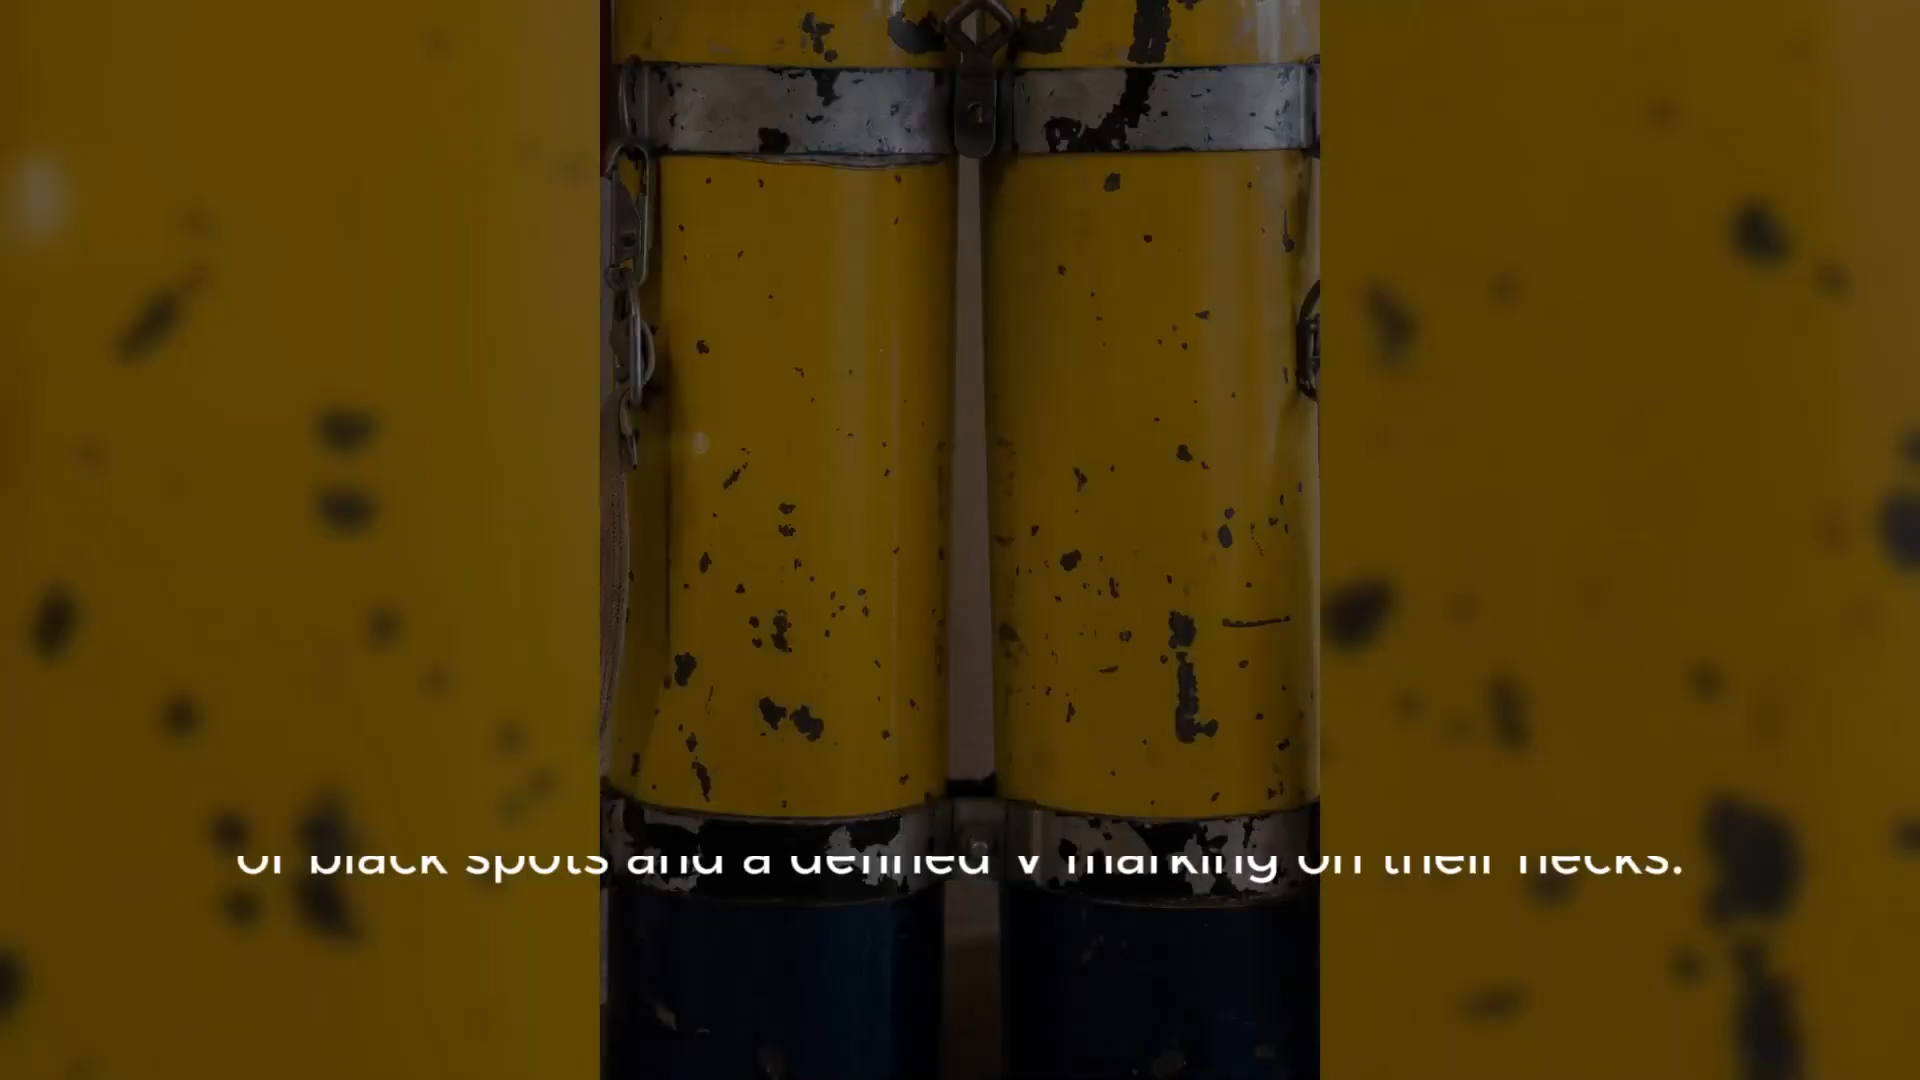 of black spots and a defined V marking on their necks.